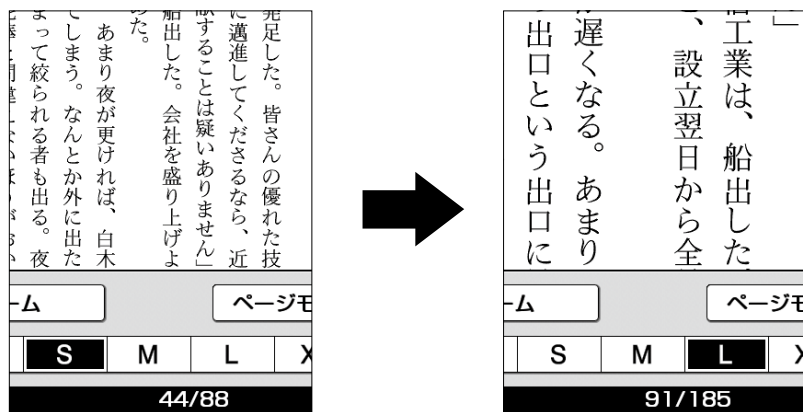 発足した。皆さんの優れた技
に邁進してくださるなら、近
献することは疑いありません」
船出した。会社を盛り上げよ
めた。
あまり夜が更ければ、白木
てしまう。なんとか外に出た
まって絞られる者も出る。夜
ーム
ページモ
S M L X
44/88
」
工業は、船出した
、設立翌日から全
が遅くなる。あまり
出口という出口に
ーム
ページモ
S M L
91/185